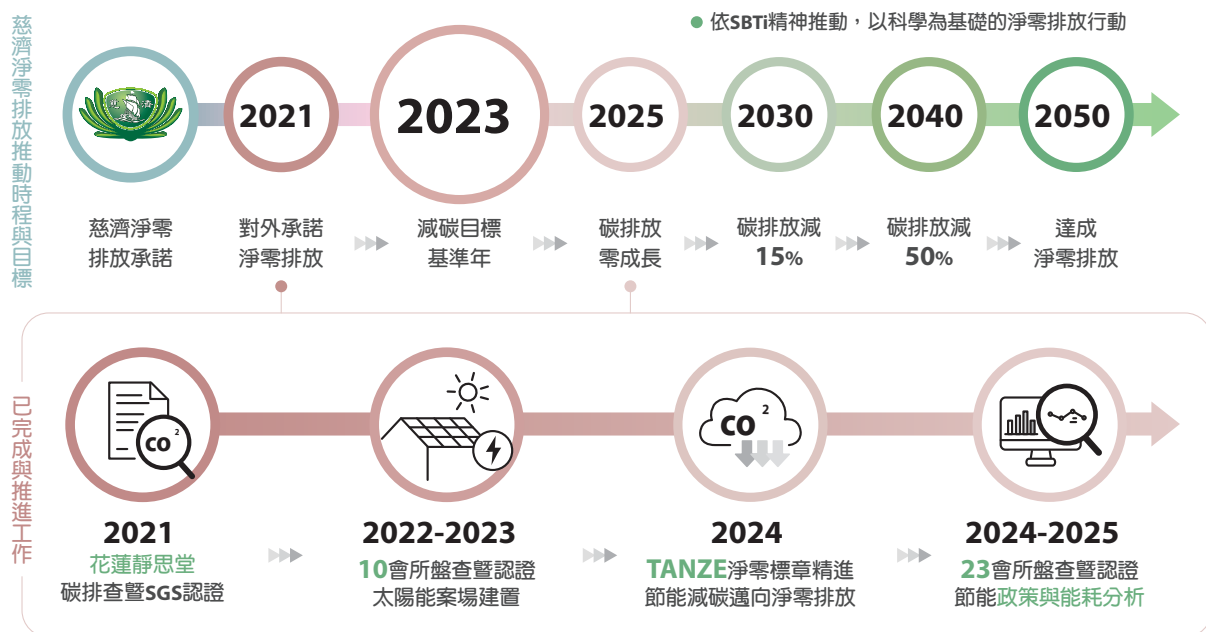 慈濟淨零排放推動時程與目標
依SBTi精神推動，以科學為基礎的淨零排放行動
慈濟
2021
2023
2025
2030
2040
2050
慈濟淨零
排放承諾
對外承諾
淨零排放
減碳目標
基準年
碳排放
零成長
碳排放減
15%
碳排放減
50%
達成
淨零排放
已完成與推進工作
CO2
CO2
2021
花蓮靜思堂
碳排查暨SGS認證
2022-2023
10會所盤查暨認證
太陽能案場建置
2024
TANZE淨零標章精進
節能減碳邁向淨零排放
2024-2025
23會所盤查暨認證
節能政策與能耗分析